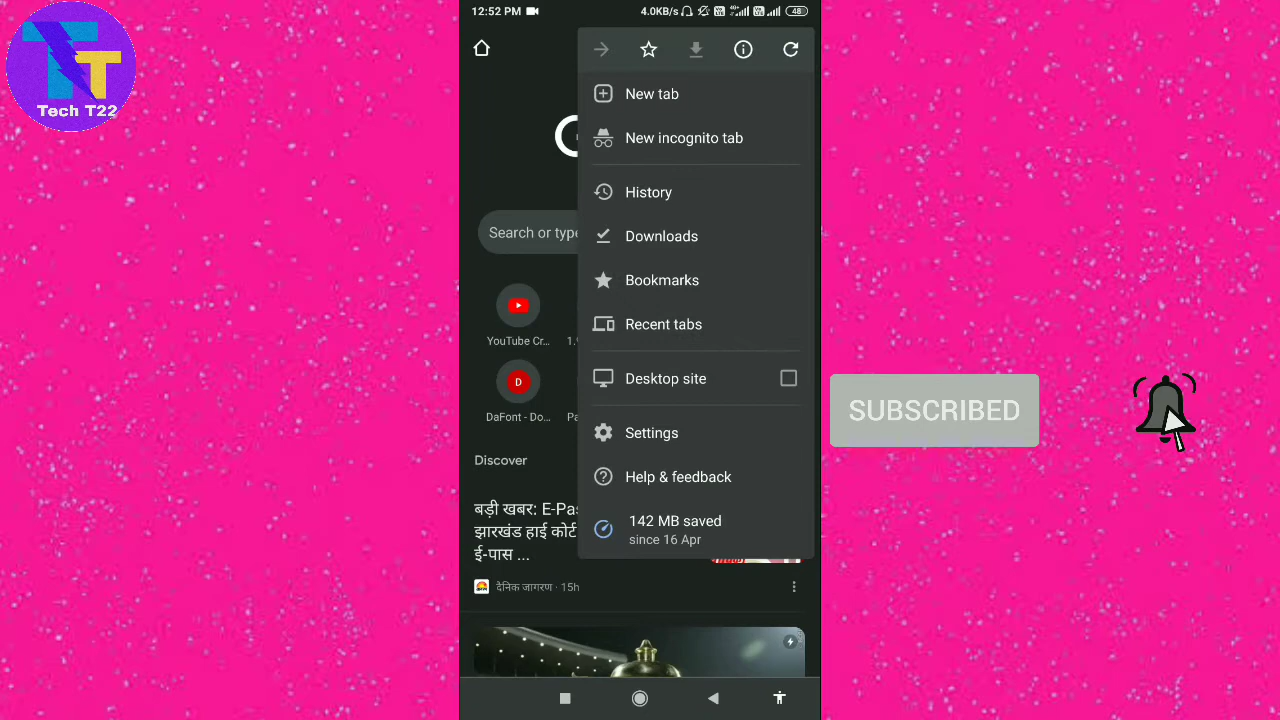 Tech T22
12:52 PM
4.0KB/s
48
New tab
New incognito tab
History
Search or type
Downloads
Bookmarks
YouTube Cr...
Recent tabs
D
DaFont - Do...
Desktop site
SUBSCRIBED
Settings
Discover
Help & feedback
बड़ी खबर: E-Pas
झारखंड हाई कोर्ट
ई-पास ...
142 MB saved
since 16 Apr
दैनिक जागरण · 15h